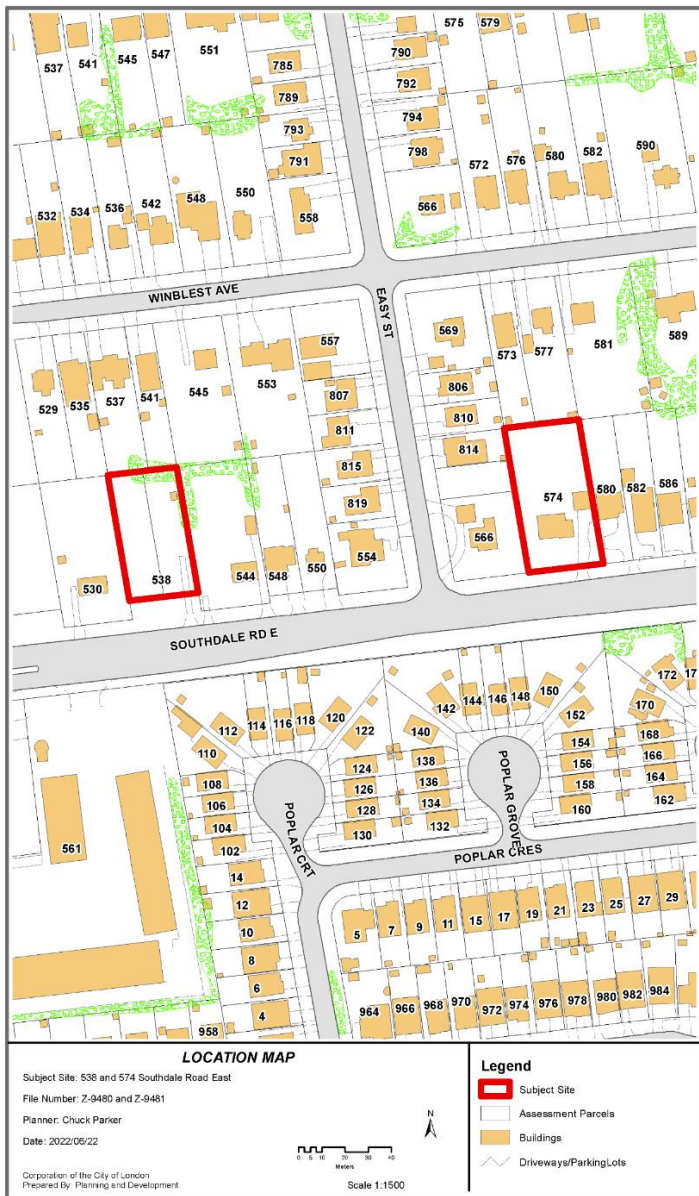 537 541 545 547 551
785
789
793
791
532 534 536 542 548 550 558
575 579
790
792
794
798
566 572 576 580 582 590
WINBLEST AVE
EASY ST
529 535 537 541 545 553 557
807
811
815
819
530 538 544 548 550 554
569 573 577 581 589
806
810
814
566 574 580 582 586
SOUTHDALE RD E
110 112 114 116 118 120 122
108
106
104
102
14
12
10
8
6
4
958
124
126
128
130
140 142 144 146 148 150 152
138
136
134
132
154
156
158
160
172 17
170
168
166
164
162
POPLAR CRT
POPLAR GROVE
POPLAR CRES
561
5 7 9 11 15 17 19 21 23 25 27 29
964 966 968 970 972 974 976 978 980 982 984
LOCATION MAP
Subject Site: 538 and 574 Southdale Road East
File Number: Z-9480 and Z-9481
Planner: Chuck Parker
Date: 2022/06/22
Corporation of the City of London
Prepared By: Planning and Development
N
0 5 10 20 30 40
Meters
Scale 1:1500
Legend
Subject Site
Assessment Parcels
Buildings
Driveways/ParkingLots